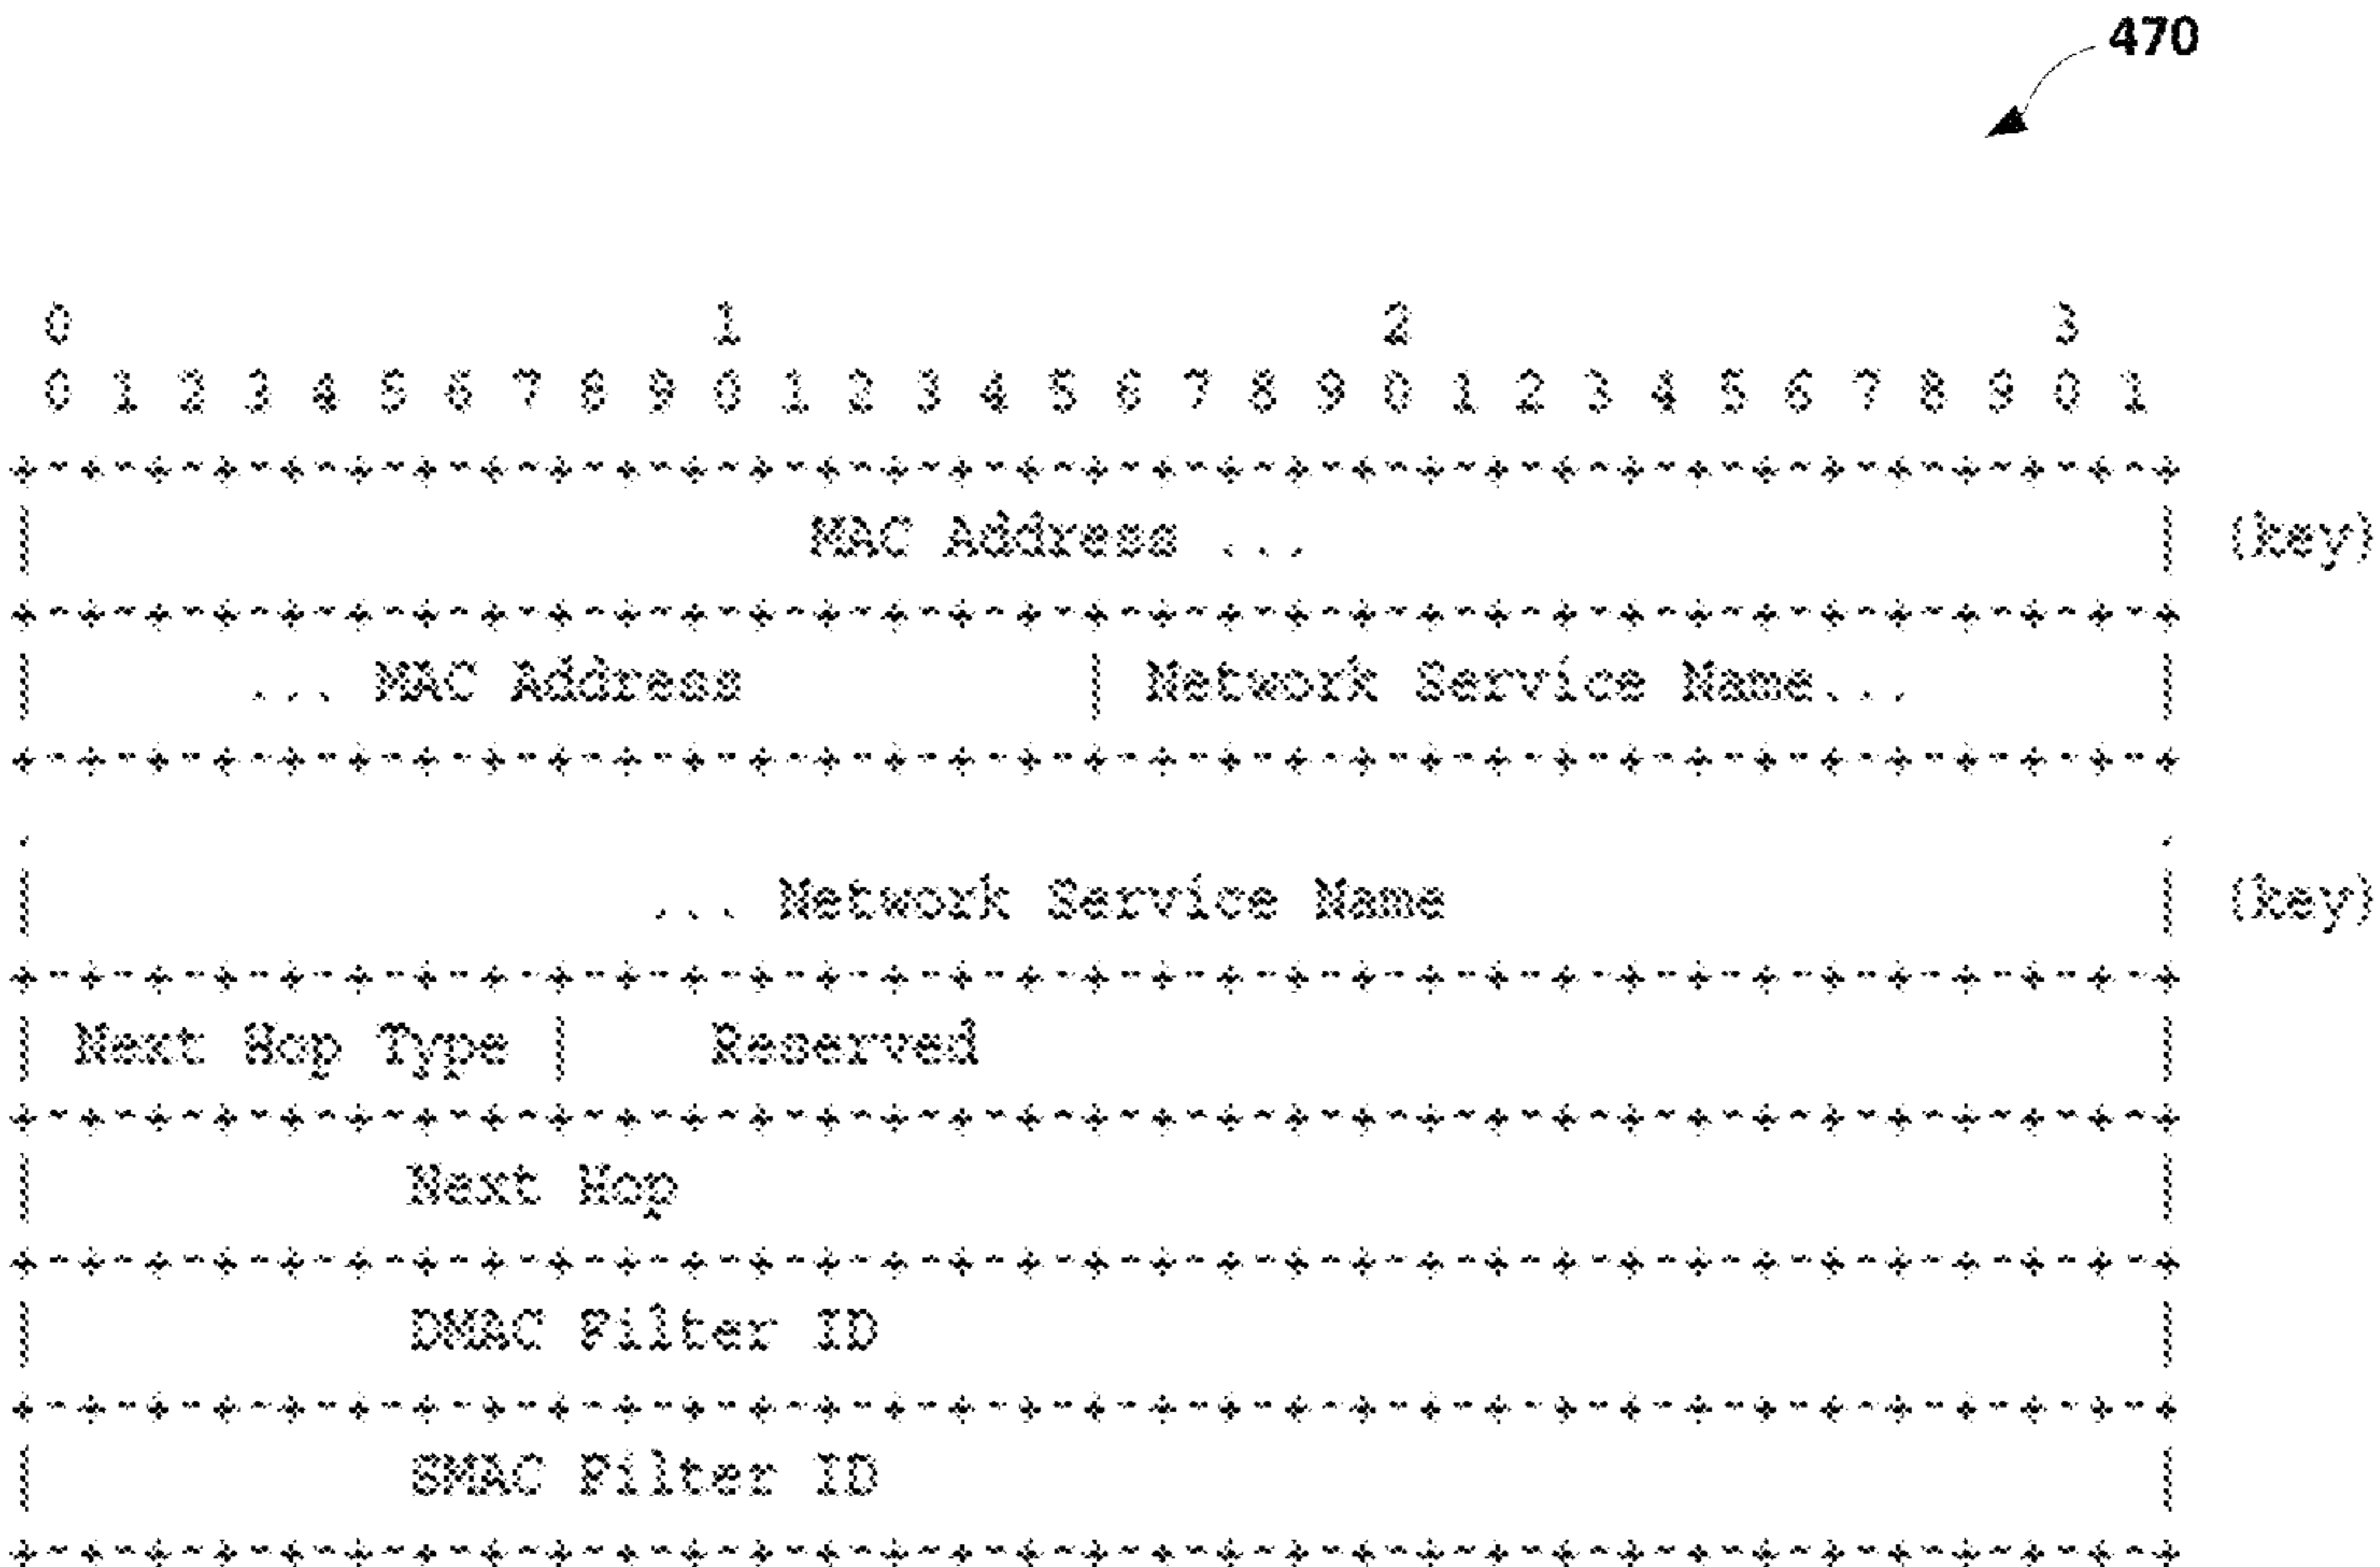 470
0 1 2 3
0 1 2 3 4 5 6 7 8 9 0 1 2 3 4 5 6 7 8 9 0 1 2 3 4 5 6 7 8 9 0 1
+-+-+-+-+-+-+-+-+-+-+-+-+-+-+-+-+-+-+-+-+-+-+-+-+-+-+-+-+-+-+-+-+
| MAC Address ... | (key)
+-+-+-+-+-+-+-+-+-+-+-+-+-+-+-+-+-+-+-+-+-+-+-+-+-+-+-+-+-+-+-+-+
| ... MAC Address | Network Service Name... |
+-+-+-+-+-+-+-+-+-+-+-+-+-+-+-+-+-+-+-+-+-+-+-+-+-+-+-+-+-+-+-+-+
. .
| ... Network Service Name | (key)
+-+-+-+-+-+-+-+-+-+-+-+-+-+-+-+-+-+-+-+-+-+-+-+-+-+-+-+-+-+-+-+-+
| Next Hop Type | Reserved |
+-+-+-+-+-+-+-+-+-+-+-+-+-+-+-+-+-+-+-+-+-+-+-+-+-+-+-+-+-+-+-+-+
| Next Hop |
+-+-+-+-+-+-+-+-+-+-+-+-+-+-+-+-+-+-+-+-+-+-+-+-+-+-+-+-+-+-+-+-+
| DMAC Filter ID |
+-+-+-+-+-+-+-+-+-+-+-+-+-+-+-+-+-+-+-+-+-+-+-+-+-+-+-+-+-+-+-+-+
| SMAC Filter ID |
+-+-+-+-+-+-+-+-+-+-+-+-+-+-+-+-+-+-+-+-+-+-+-+-+-+-+-+-+-+-+-+-+